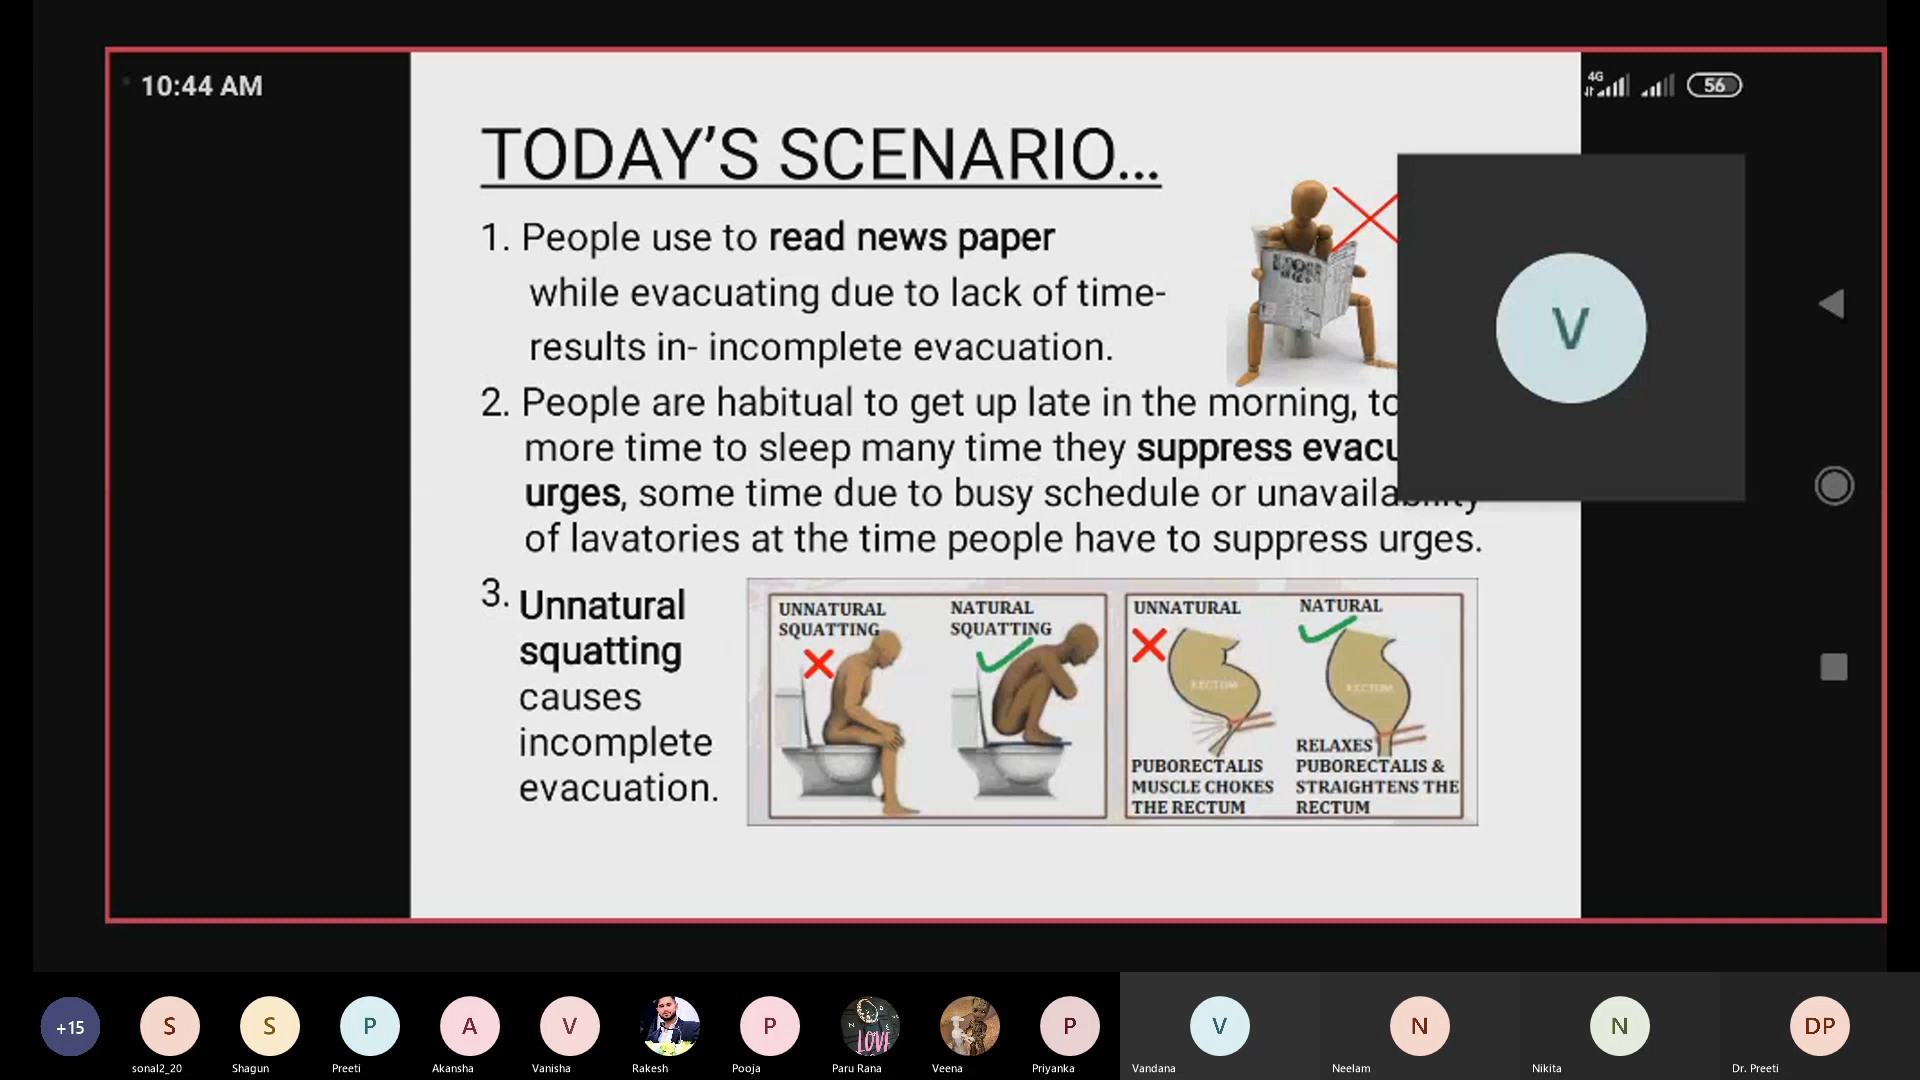 10:44 AM
4G
56
TODAY'S SCENARIO...
1. People use to read news paper
while evacuating due to lack of time-
results in- incomplete evacuation.
2. People are habitual to get up late in the morning, to
more time to sleep many time they suppress
urges, some time due to busy schedule or unavailability
of lavatories at the time people have to suppress urges.
3. Unnatural
squatting
causes
incomplete
evacuation.
UNNATURAL
SQUATTING
NATURAL
SQUATTING
UNNATURAL
NATURAL
RECTUM
RECTUM
PUBORECTALIS
MUSCLE CHOKES
THE RECTUM
RELAXES
PUBORECTALIS &
STRAIGHTENS THE
RECTUM
V
+15
S
S
P
A
V
P
LOVE
P
V
N
N
DP
sonal2_20
Shagun
Preeti
Akansha
Vanisha
Rakesh
Pooja
Paru Rana
Veena
Priyanka
Vandana
Neelam
Nikita
Dr. Preeti